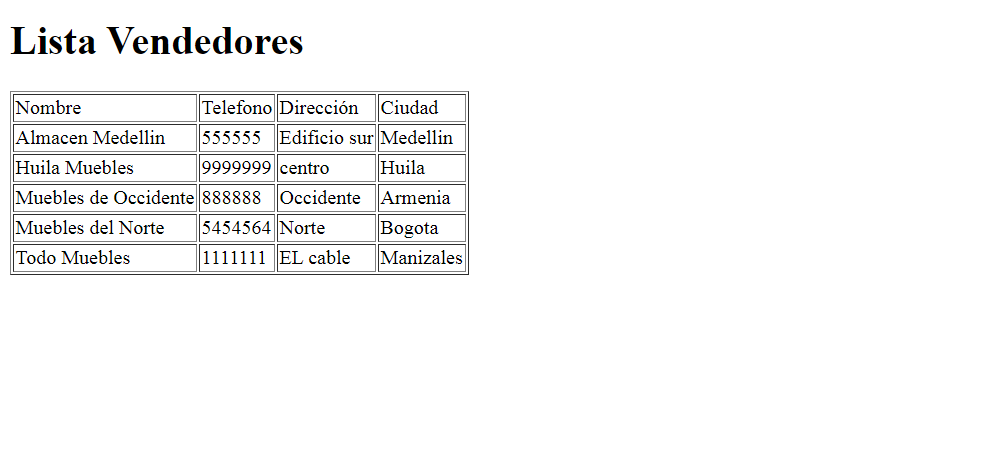 Lista Vendedores
Nombre Telefono Dirección Ciudad
Almacen Medellin 555555 Edificio sur Medellin
Huila Muebles 9999999 centro Huila
Muebles de Occidente 888888 Occidente Armenia
Muebles del Norte 5454564 Norte Bogota
Todo Muebles 1111111 EL cable Manizales